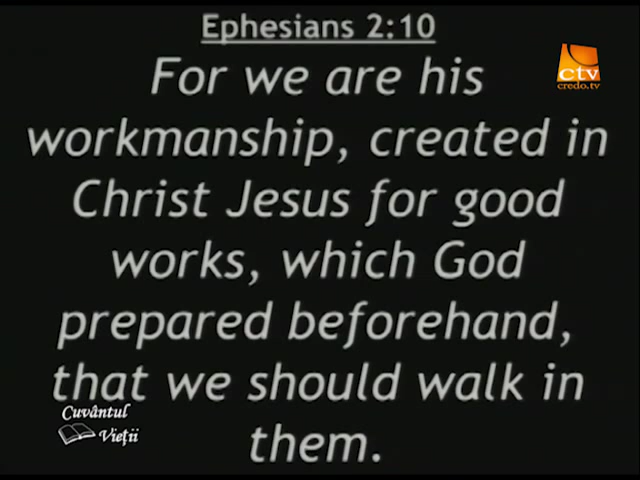 Ephesians 2:10
For we are his
workmanship, created in
Christ Jesus for good
works, which God
prepared beforehand,
that we should walk in
them.
ctv
credo.tv
Cuvântul
Vieții